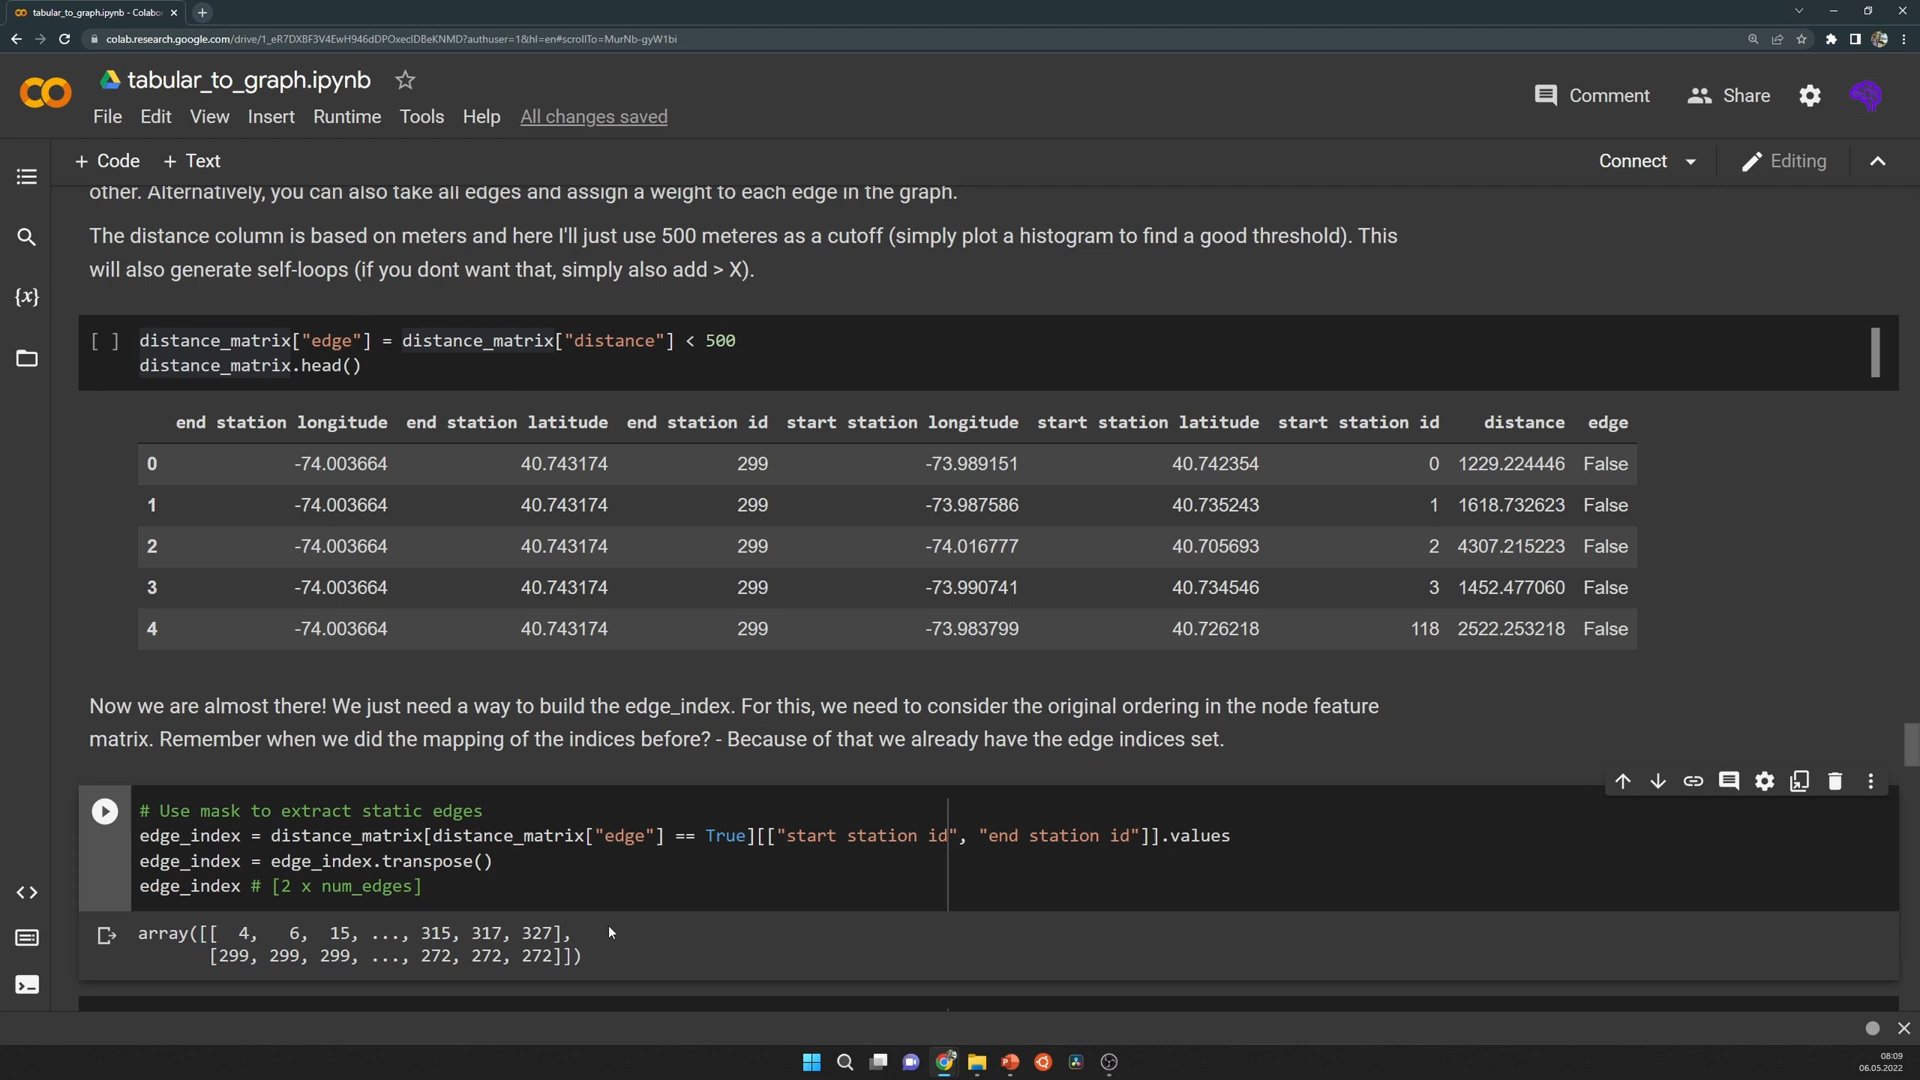 tabular_to_graph.ipynb - Colabo
colab.research.google.com/drive/1_eR7DXBF3V4EwH946dDPOxecIDBeKNMD?authuser=1&hl=en#scrollTo=MurNb-gyW1bi
tabular_to_graph.ipynb
Comment
Share
File Edit View Insert Runtime Tools Help All changes saved
+ Code + Text
Connect
Editing
other. Alternatively, you can also take all edges and assign a weight to each edge in the graph.
The distance column is based on meters and here I'll just use 500 meteres as a cutoff (simply plot a histogram to find a good threshold). This
will also generate self-loops (if you dont want that, simply also add > X).
{x}
[ ] distance_matrix["edge"] = distance_matrix["distance"] < 500
distance_matrix.head()
end station longitude end station latitude end station id start station longitude start station latitude start station id distance edge
0 -74.003664 40.743174 299 -73.989151 40.742354 0 1229.224446 False
1 -74.003664 40.743174 299 -73.987586 40.735243 1 1618.732623 False
2 -74.003664 40.743174 299 -74.016777 40.705693 2 4307.215223 False
3 -74.003664 40.743174 299 -73.990741 40.734546 3 1452.477060 False
4 -74.003664 40.743174 299 -73.983799 40.726218 118 2522.253218 False
Now we are almost there! We just need a way to build the edge_index. For this, we need to consider the original ordering in the node feature
matrix. Remember when we did the mapping of the indices before? - Because of that we already have the edge indices set.
# Use mask to extract static edges
edge_index = distance_matrix[distance_matrix["edge"] == True][["start station id", "end station id"]].values
edge_index = edge_index.transpose()
edge_index # [2 x num_edges]
array([[ 4, 6, 15, ..., 315, 317, 327],
[299, 299, 299, ..., 272, 272, 272]])
08:09
06.05.2022